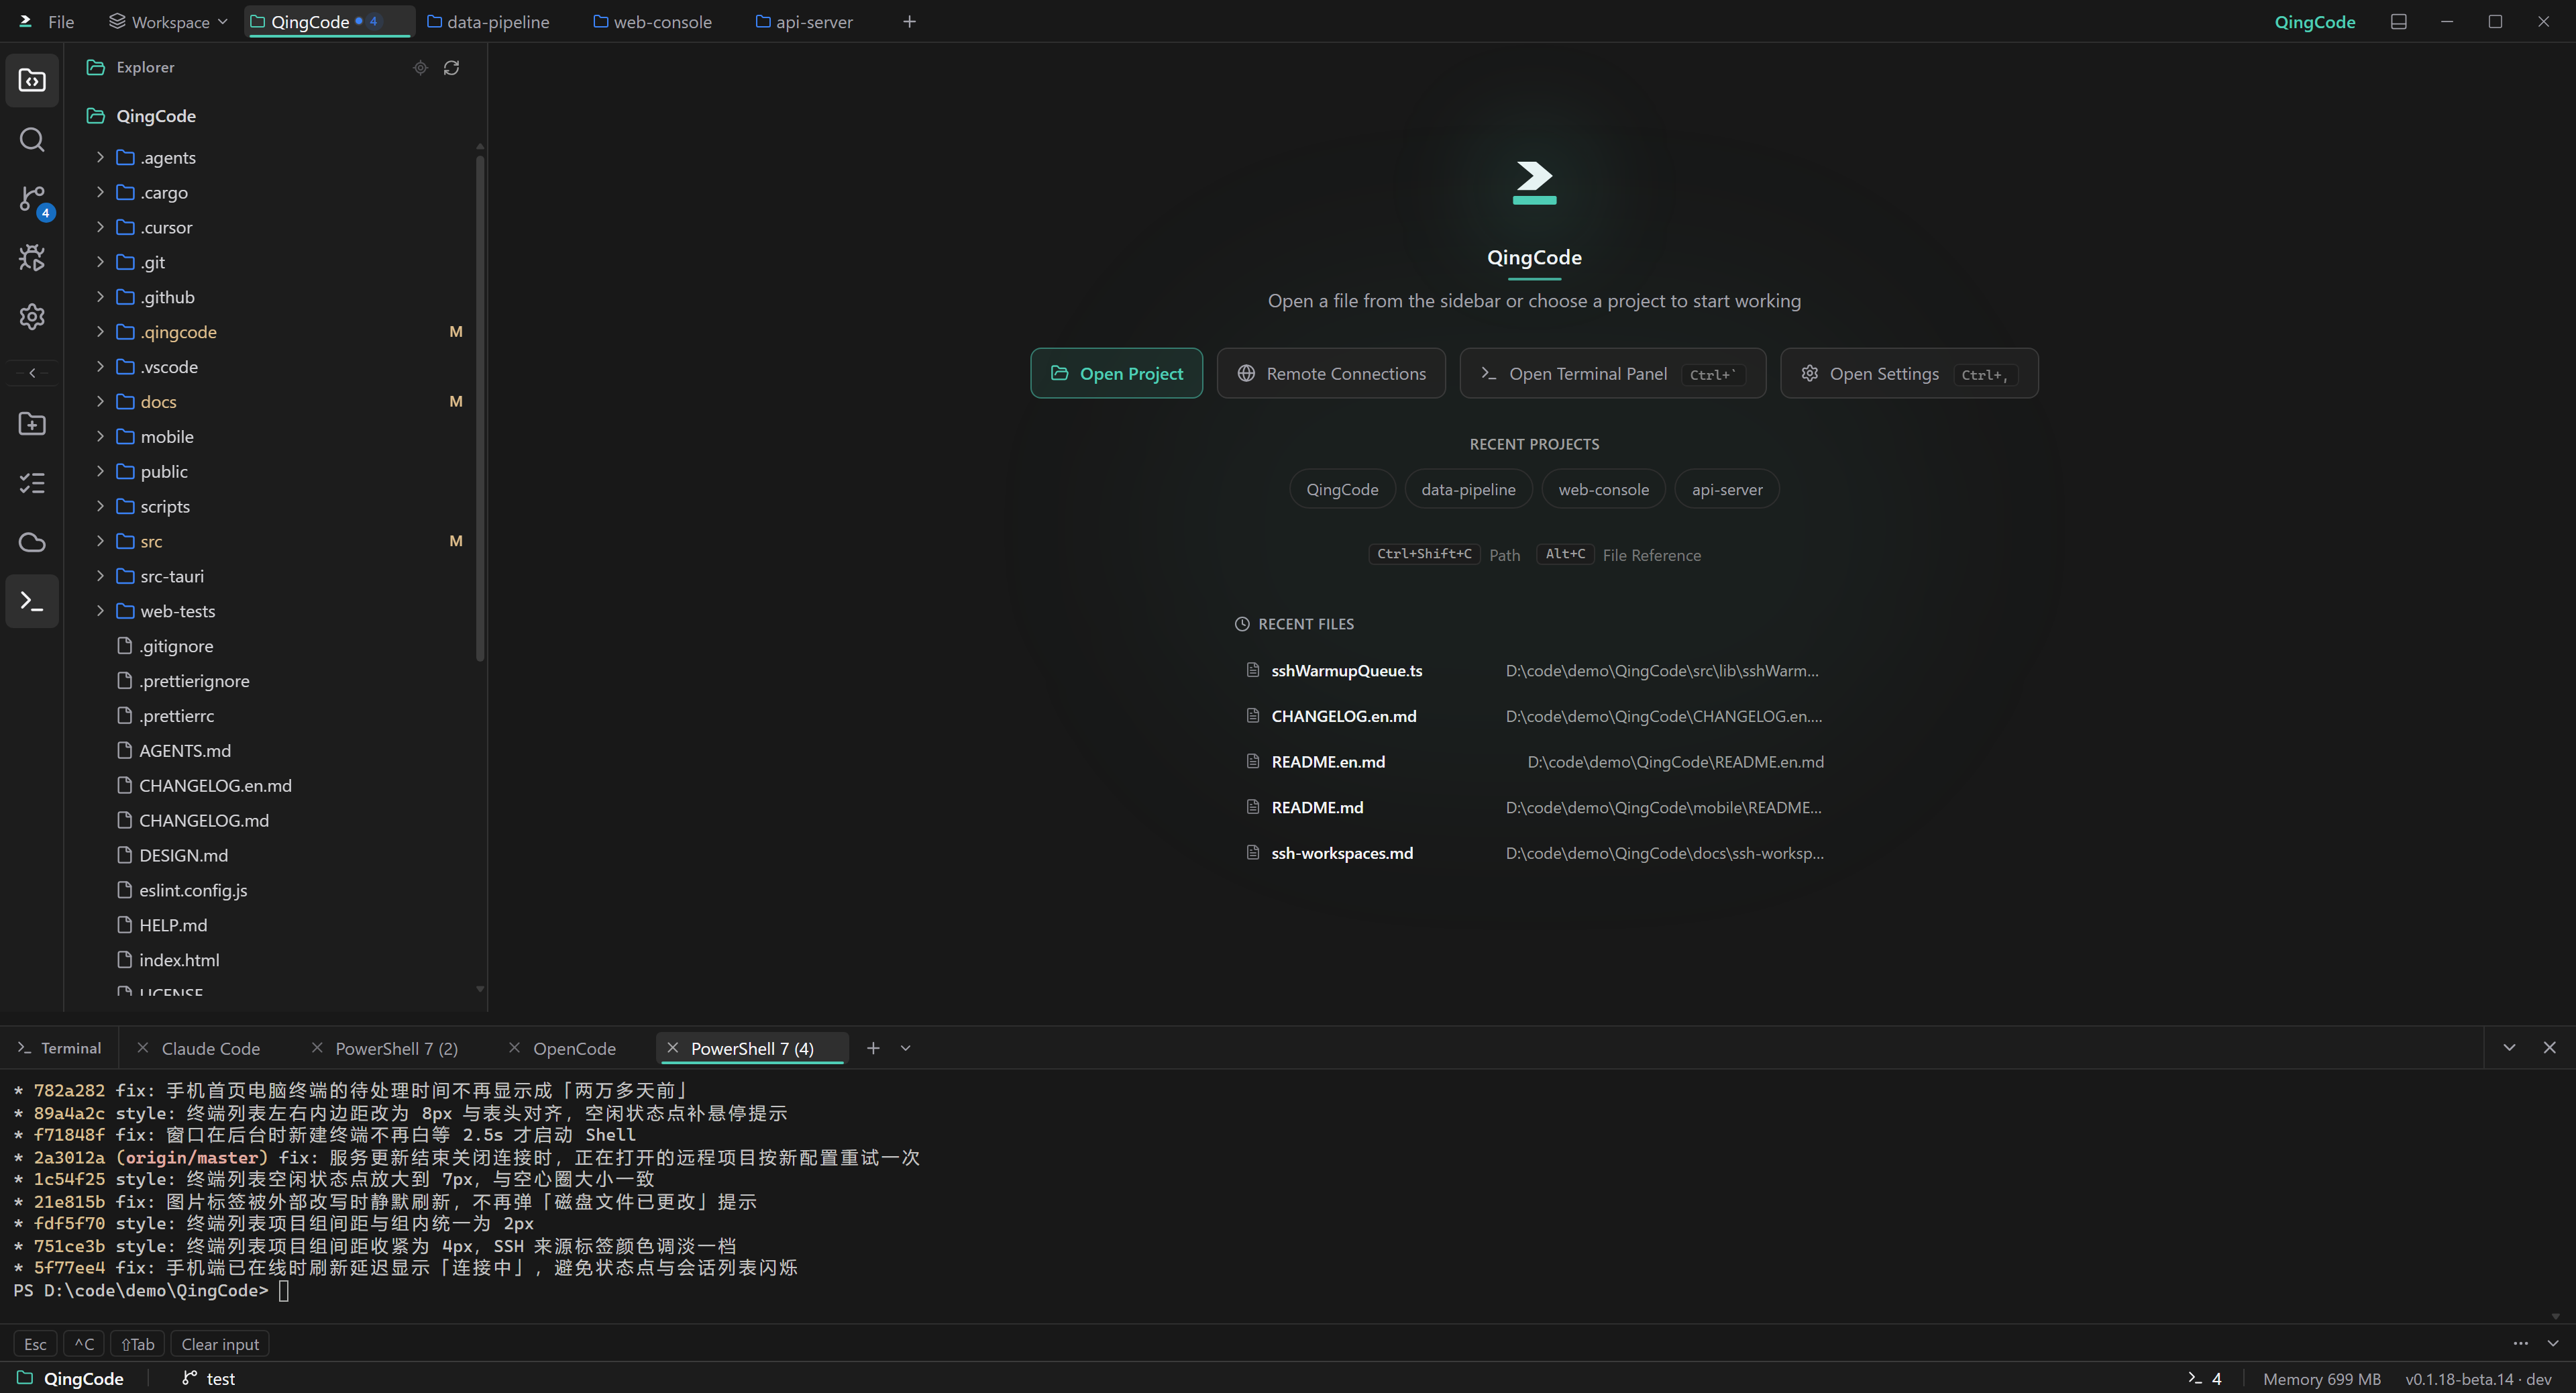 File Workspace QingCode 4 data-pipeline web-console api-server QingCode
Explorer
QingCode
.agents
.cargo
.cursor
4
.git
.github
.qingcode M
.vscode
docs M
mobile
public
scripts
src M
src-tauri
web-tests
.gitignore
.prettierignore
.prettierrc
AGENTS.md
CHANGELOG.en.md
CHANGELOG.md
DESIGN.md
eslint.config.js
HELP.md
index.html
LICENSE
QingCode
Open a file from the sidebar or choose a project to start working
Open Project Remote Connections Open Terminal Panel Ctrl+` Open Settings Ctrl+,
RECENT PROJECTS
QingCode data-pipeline web-console api-server
Ctrl+Shift+C Path Alt+C File Reference
RECENT FILES
sshWarmupQueue.ts D:\code\demo\QingCode\src\lib\sshWarm...
CHANGELOG.en.md D:\code\demo\QingCode\CHANGELOG.en....
README.en.md D:\code\demo\QingCode\README.en.md
README.md D:\code\demo\QingCode\mobile\README...
ssh-workspaces.md D:\code\demo\QingCode\docs\ssh-worksp...
Terminal Claude Code PowerShell 7 (2) OpenCode PowerShell 7 (4)
* 782a282 fix: 手机首页电脑终端的待处理时间不再显示成「两万多天前」
* 89a4a2c style: 终端列表左右内边距改为 8px 与表头对齐，空闲状态点补悬停提示
* f71848f fix: 窗口在后台时新建终端不再白等 2.5s 才启动 Shell
* 2a3012a (origin/master) fix: 服务更新结束关闭连接时，正在打开的远程项目按新配置重试一次
* 1c54f25 style: 终端列表空闲状态点放大到 7px，与空心圈大小一致
* 21e815b fix: 图片标签被外部改写时静默刷新，不再弹「磁盘文件已更改」提示
* fdf5f70 style: 终端列表项目组间距与组内统一为 2px
* 751ce3b style: 终端列表项目组间距收紧为 4px，SSH 来源标签颜色调淡一档
* 5f77ee4 fix: 手机端已在线时刷新延迟显示「连接中」，避免状态点与会话列表闪烁
PS D:\code\demo\QingCode>
Esc ^C ⇧Tab Clear input ...
QingCode test 4 Memory 699 MB v0.1.18-beta.14 · dev